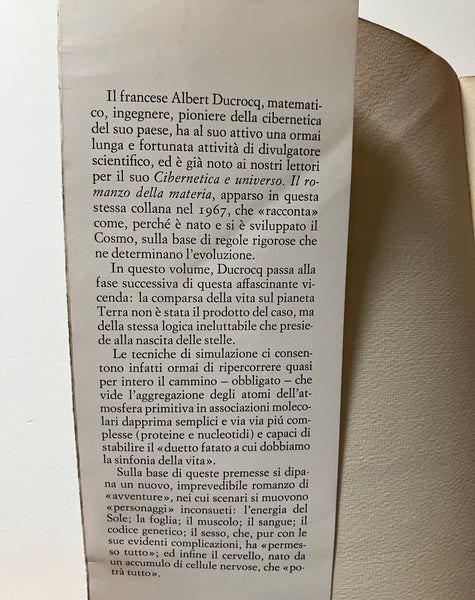 Il francese Albert Ducrocq, matemati-
co, ingegnere, pioniere della cibernetica
del suo paese, ha al suo attivo una ormai
lunga e fortunata attività di divulgatore
scientifico, ed è già noto ai nostri lettori
per il suo Cibernetica e universo. Il ro-
manzo della materia, apparso in questa
stessa collana nel 1967, che «racconta»
come, perché è nato e si è sviluppato il
Cosmo, sulla base di regole rigorose che
ne determinano l'evoluzione.
In questo volume, Ducrocq passa alla
fase successiva di questa affascinante vi-
cenda: la comparsa della vita sul pianeta
Terra non è stata il prodotto del caso, ma
della stessa logica ineluttabile che presie-
de alla nascita delle stelle.
Le tecniche di simulazione ci consen-
tono infatti ormai di ripercorrere quasi
per intero il cammino – obbligato – che
vide l'aggregazione degli atomi dell'at-
mosfera primitiva in associazioni moleco-
lari dapprima semplici e via via piú com-
plesse (proteine e nucleotidi) e capaci di
stabilire il «duetto fatato a cui dobbiamo
la sinfonia della vita».
Sulla base di queste premesse si dipa-
na un nuovo, imprevedibile romanzo di
«avventure», nei cui scenari si muovono
«personaggi» inconsueti: l'energia del
Sole; la foglia; il muscolo; il sangue; il
codice genetico; il sesso, che, pur con le
sue evidenti complicazioni, ha «permes-
so tutto»; ed infine il cervello, nato da
un accumulo di cellule nervose, che «po-
trà tutto».